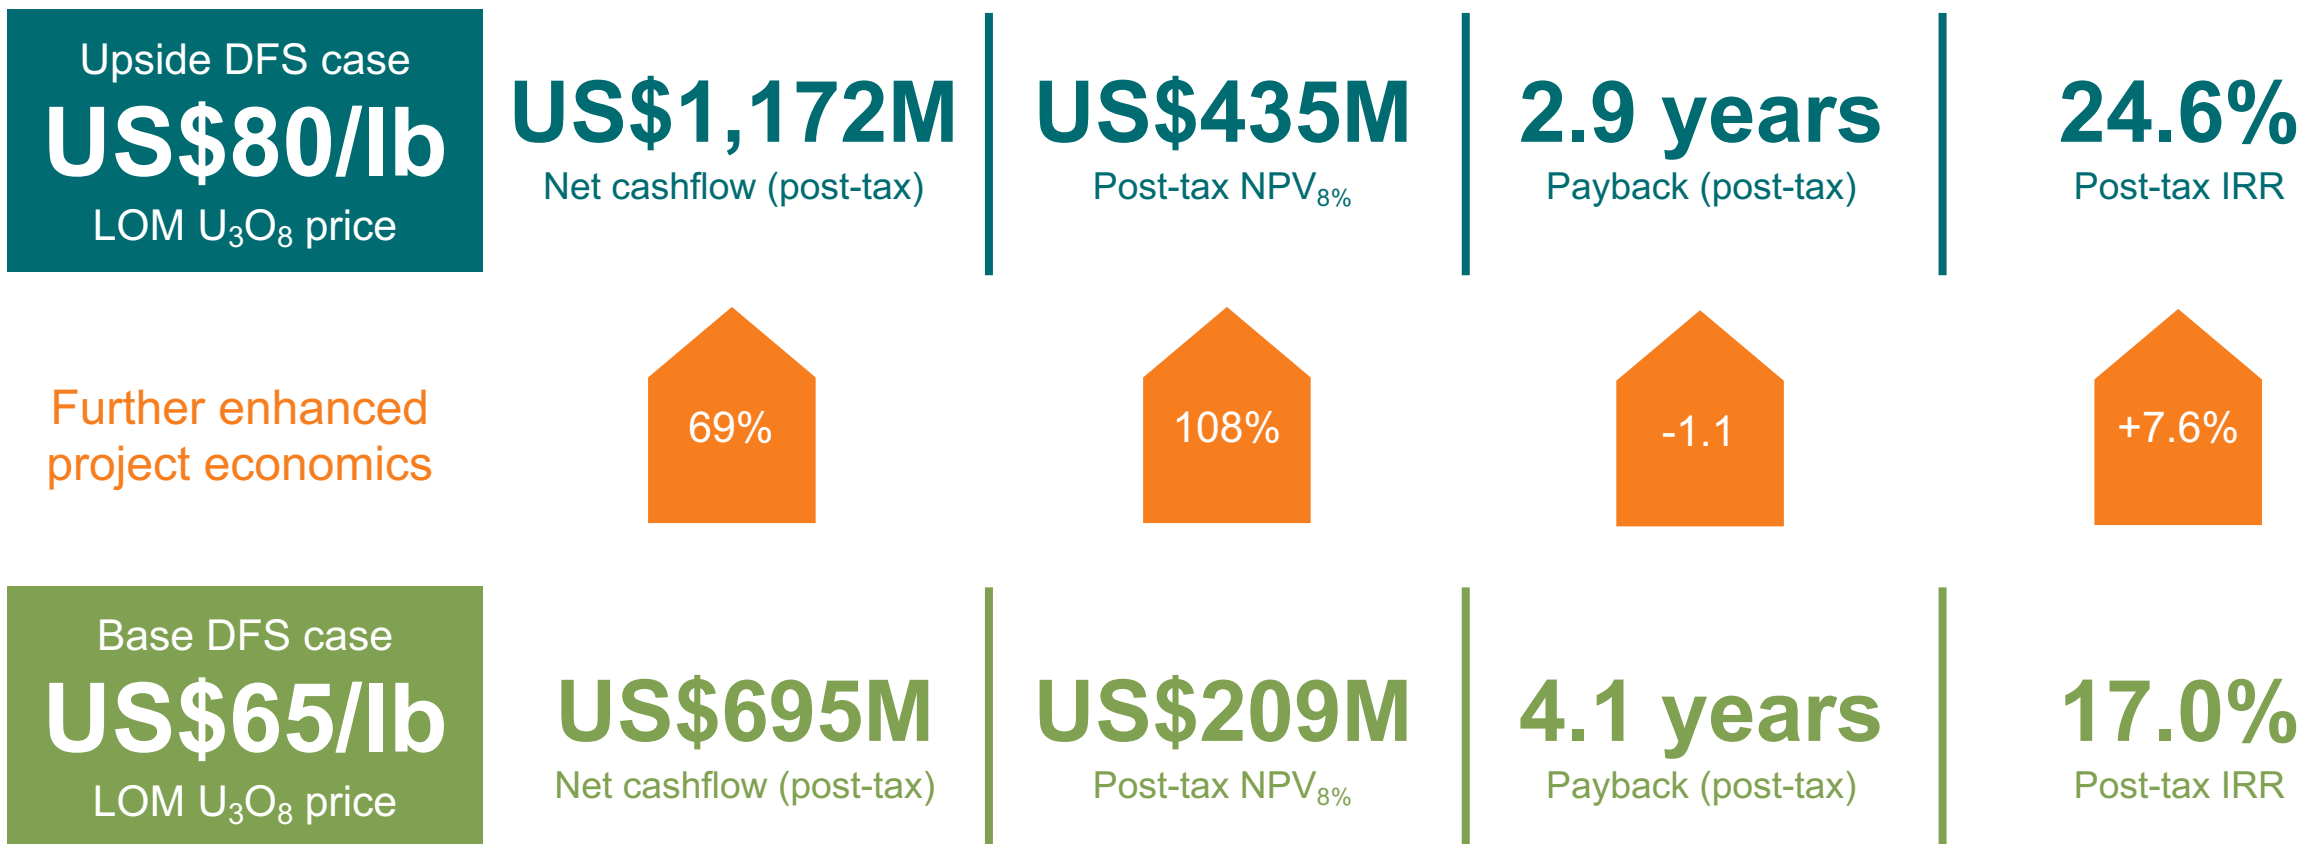 Upside DFS case
US$80/lb
LOM U₃O₈ price
US$1,172M
Net cashflow (post-tax)
US$435M
Post-tax NPV₈%
2.9 years
Payback (post-tax)
24.6%
Post-tax IRR
Further enhanced
project economics
69%
108%
-1.1
+7.6%
Base DFS case
US$65/lb
LOM U₃O₈ price
US$695M
Net cashflow (post-tax)
US$209M
Post-tax NPV₈%
4.1 years
Payback (post-tax)
17.0%
Post-tax IRR